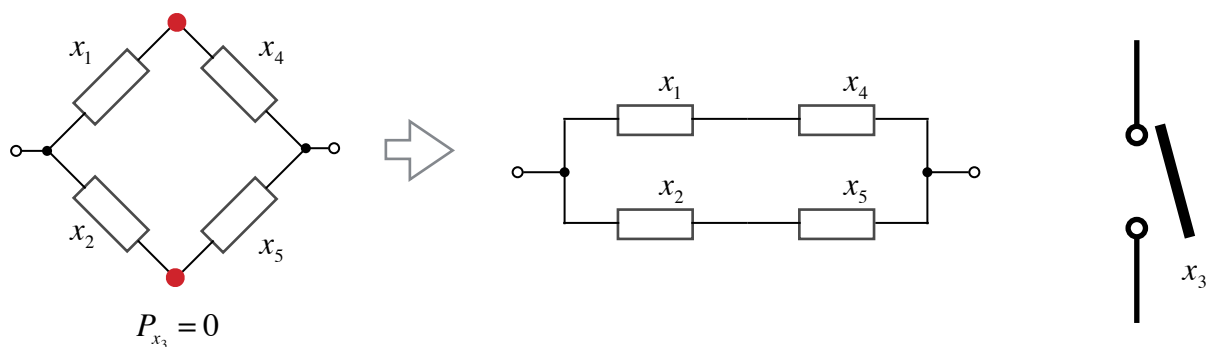 x₁ x₄
x₂ x₅
Pₓ₃ = 0
x₁ x₄
x₂ x₅
x₃